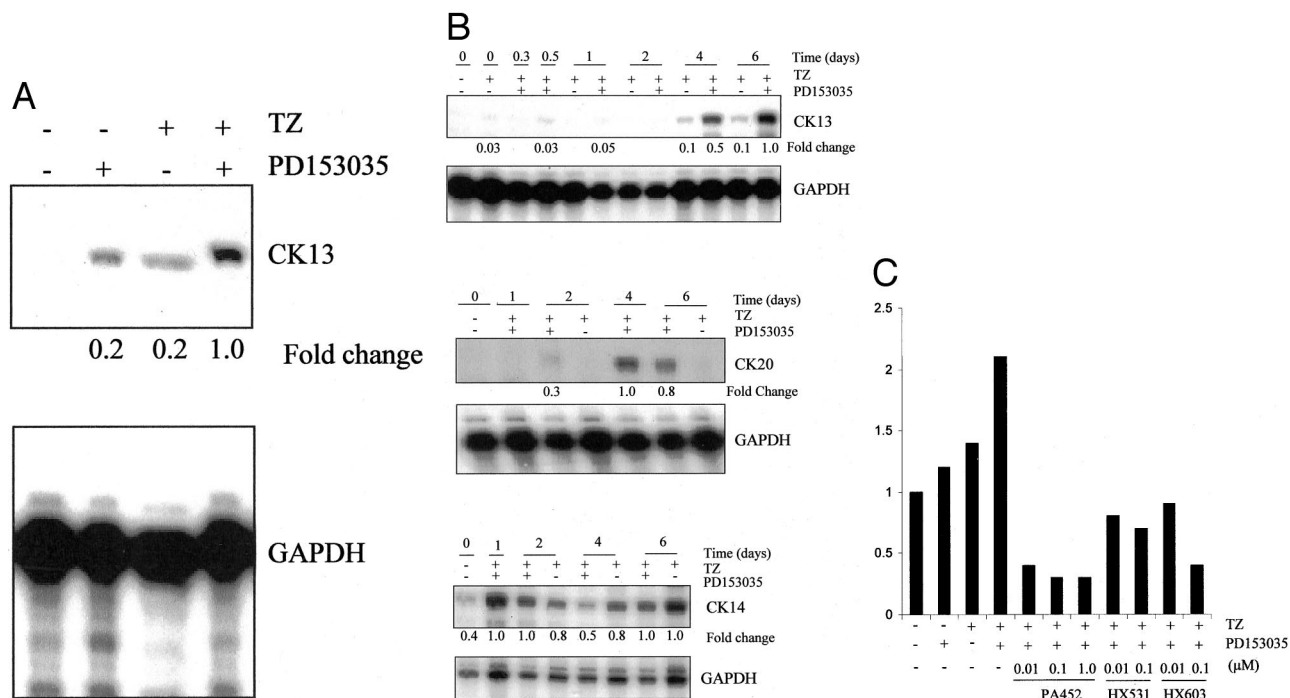 A
- - + + TZ
- + - + PD153035
CK13
0.2 0.2 1.0 Fold change
GAPDH
B
0 0 0.3 0.5 1 2 4 6 Time (days)
- + + + + + + + + + + + TZ
- - + + - + - + - + - + PD153035
CK13
0.03 0.03 0.05 0.1 0.5 0.1 1.0 Fold change
GAPDH
0 1 2 4 6 Time (days)
- + + + + + + TZ
- + + - + + - PD153035
CK20
0.3 1.0 0.8 Fold Change
GAPDH
0 1 2 4 6 Time (days)
- + + + + + + + TZ
- + + - + - + - PD153035
CK14
0.4 1.0 1.0 0.8 0.5 0.8 1.0 1.0 Fold change
GAPDH
C
2.5
2
1.5
1
0.5
0
- - + + + + + + + + + TZ
- + - + + + + + + + + PD153035
0.01 0.1 1.0 0.01 0.1 0.01 0.1 (μM)
PA452 HX531 HX603